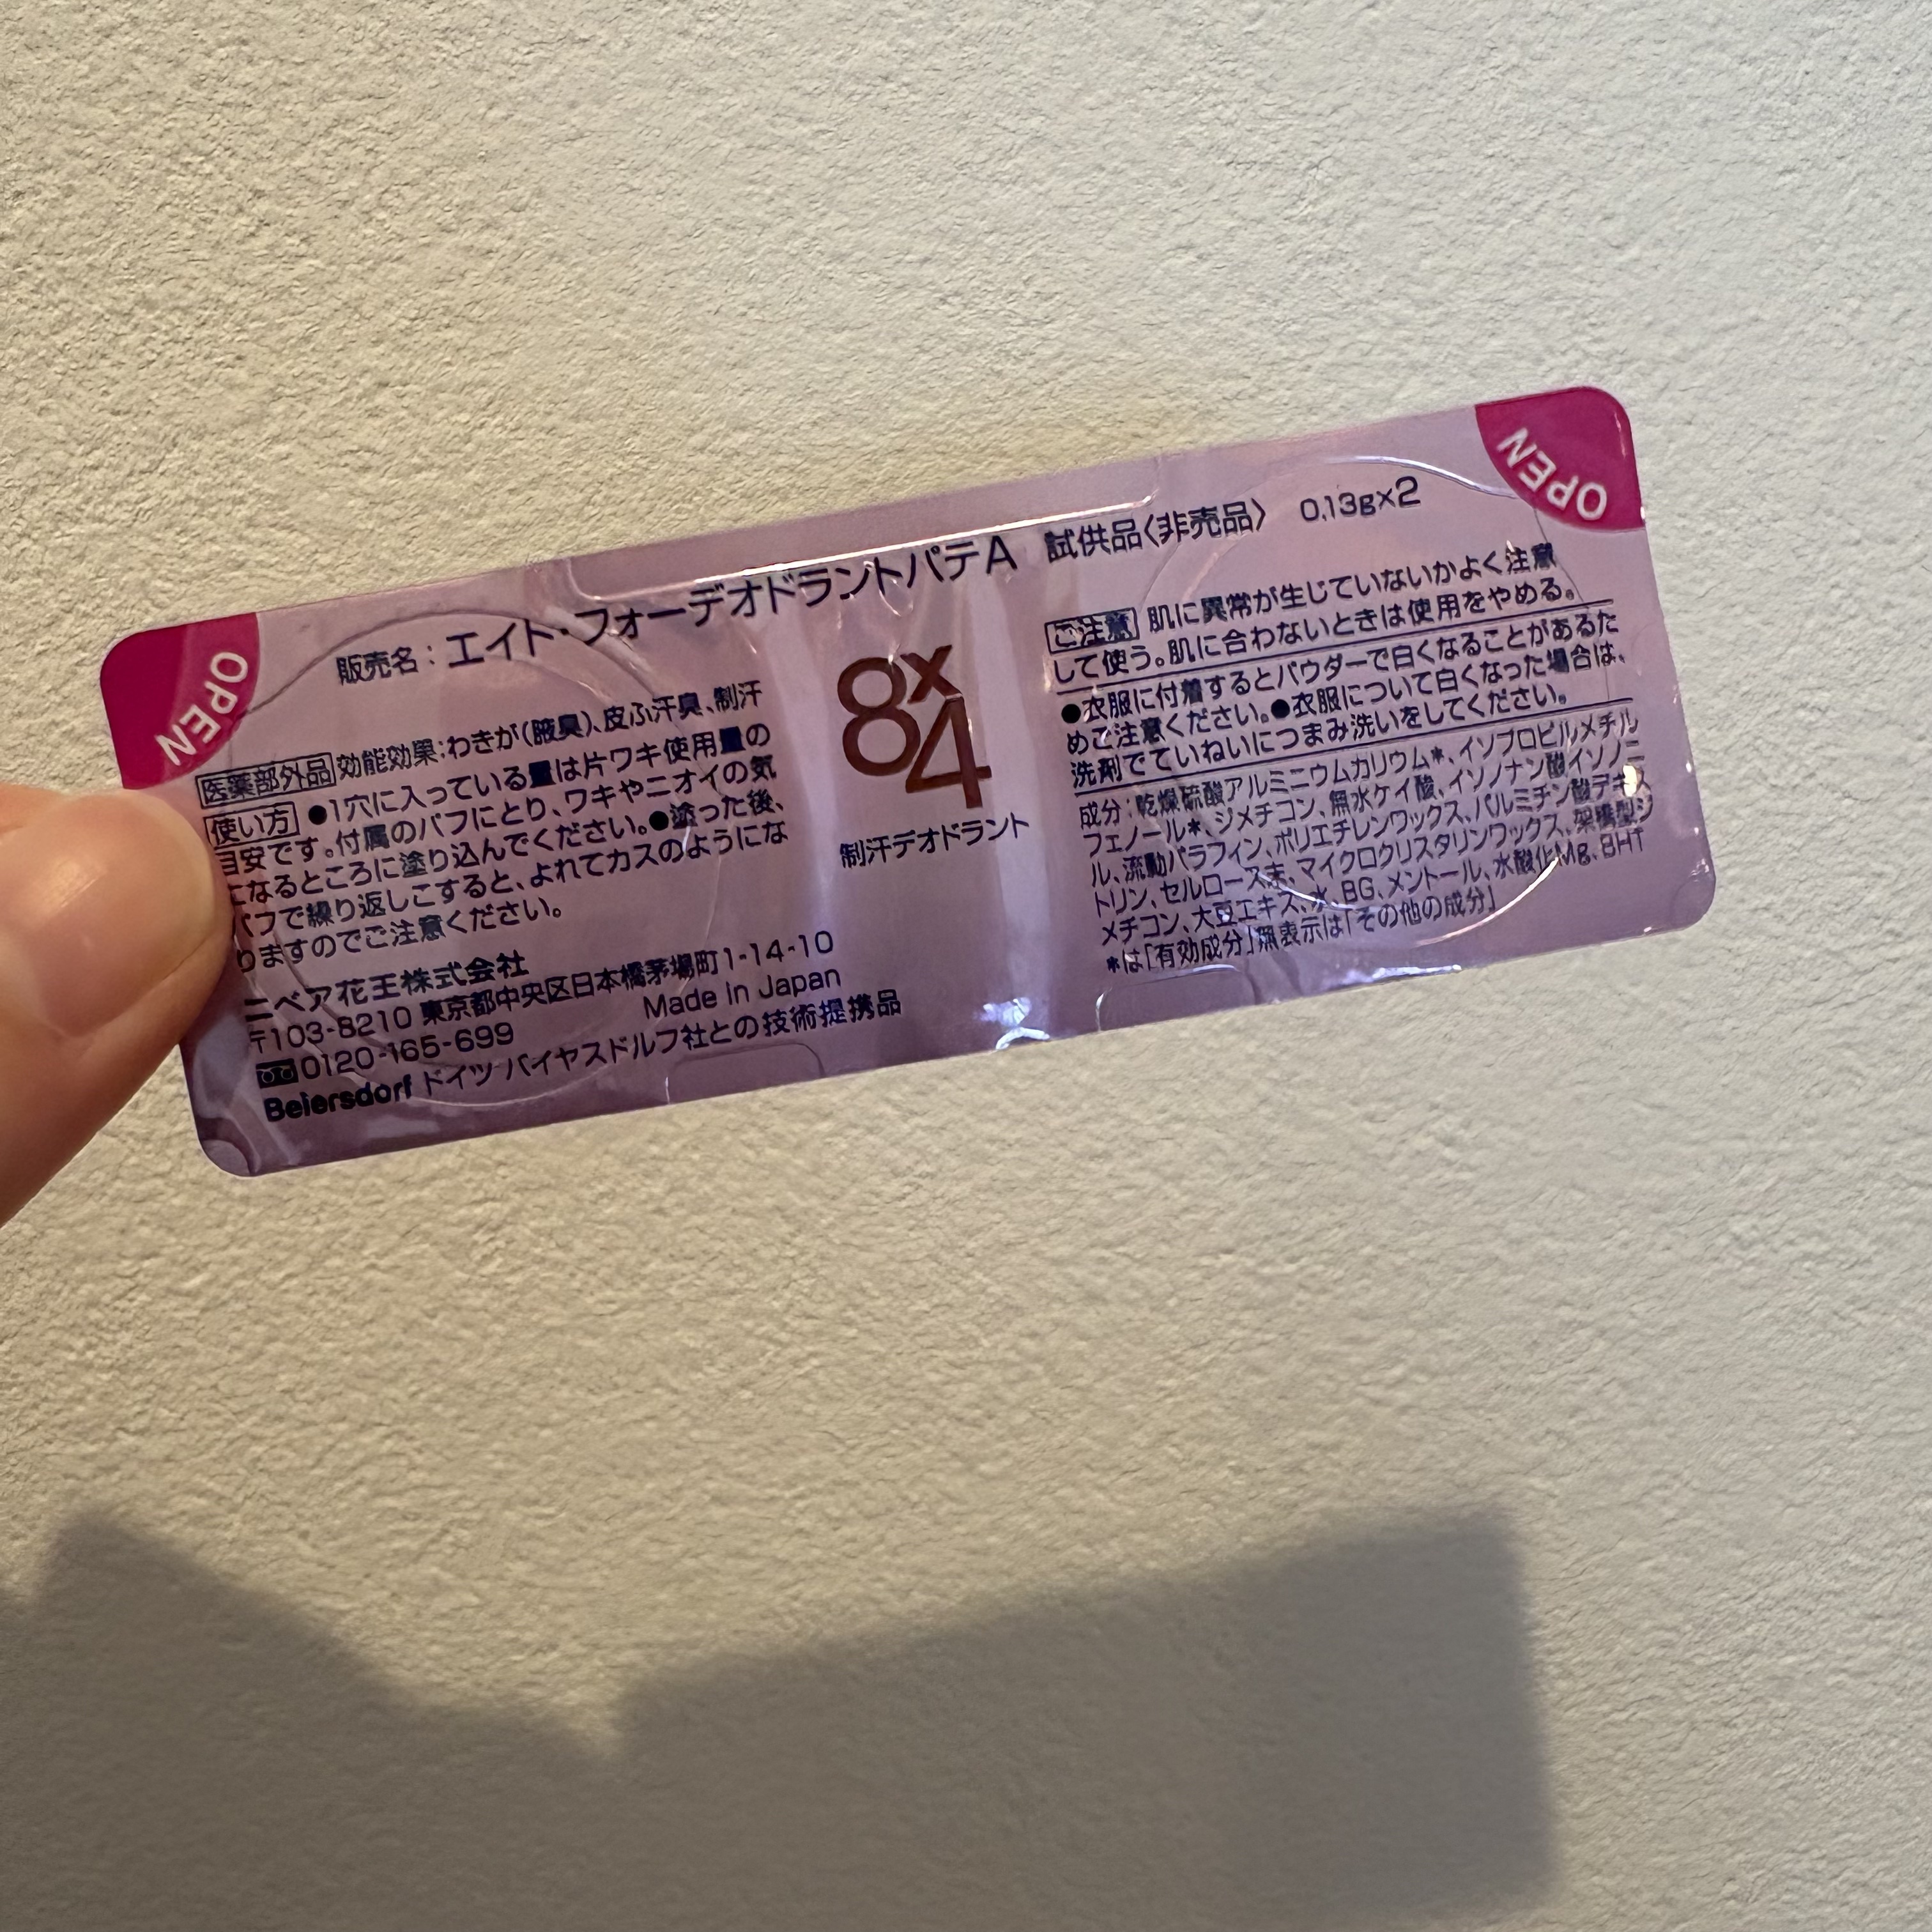 OPEN
OPEN
販売名：エイト・フォーデオドラントパテA 試供品〈非売品〉 0.13g×2
医薬部外品 効能効果：わきが(腋臭)、皮ふ汗臭、制汗
使い方 ●1穴に入っている量は片ワキ使用量の
目安です。付属のパフにとり、ワキやニオイの気
になるところに塗り込んでください。●塗った後、
パフで繰り返しこすると、よれてカスのようにな
りますのでご注意ください。
ニベア花王株式会社
〒103-8210 東京都中央区日本橋茅場町1-14-10
0120-165-699 Made in Japan
Beiersdorf ドイツ バイヤスドルフ社との技術提携品
8x4
制汗デオドラント
ご注意 肌に異常が生じていないかよく注意
して使う。肌に合わないときは使用をやめる。
●衣服に付着するとパウダーで白くなることがあるた
めご注意ください。●衣服について白くなった場合は、
洗剤でていねいにつまみ洗いをしてください。
成分：乾燥硫酸アルミニウムカリウム＊、イソプロピルメチル
フェノール＊、ジメチコン、無水ケイ酸、イソノナン酸イソノニ
ル、流動パラフィン、ポリエチレンワックス、パルミチン酸デキス
トリン、セルロース末、マイクロクリスタリンワックス、架橋型ジ
メチコン、大豆エキス、水、BG、メントール、水酸化Mg、BHT
＊は「有効成分」無表示は「その他の成分」